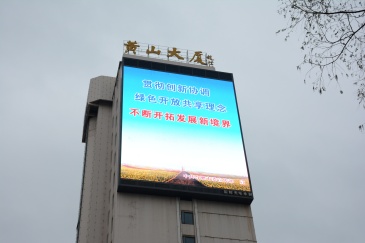 黄山大厦
贯彻创新协调
绿色开放共享理念
不断开拓发展新境界